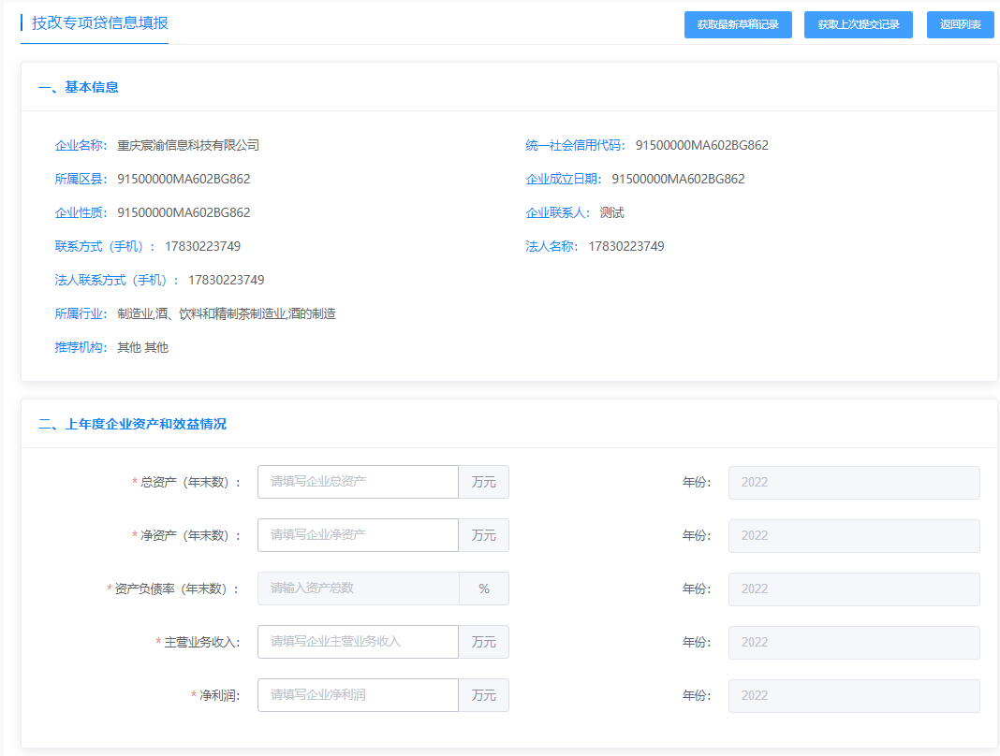 技改专项贷信息填报 获取最新草稿记录 获取上次提交记录 返回列表
一、基本信息
企业名称： 重庆宸渝信息科技有限公司 统一社会信用代码： 91500000MA602BG862
所属区县： 91500000MA602BG862 企业成立日期： 91500000MA602BG862
企业性质： 91500000MA602BG862 企业联系人： 测试
联系方式（手机）： 17830223749 法人名称： 17830223749
法人联系方式（手机）： 17830223749
所属行业： 制造业,酒、饮料和精制茶制造业,酒的制造
推荐机构： 其他 其他
二、上年度企业资产和效益情况
* 总资产（年末数）： 请填写企业总资产 万元 年份： 2022
* 净资产（年末数）： 请填写企业净资产 万元 年份： 2022
* 资产负债率（年末数）： 请输入资产总数 % 年份： 2022
* 主营业务收入： 请填写企业主营业务收入 万元 年份： 2022
* 净利润： 请填写企业净利润 万元 年份： 2022